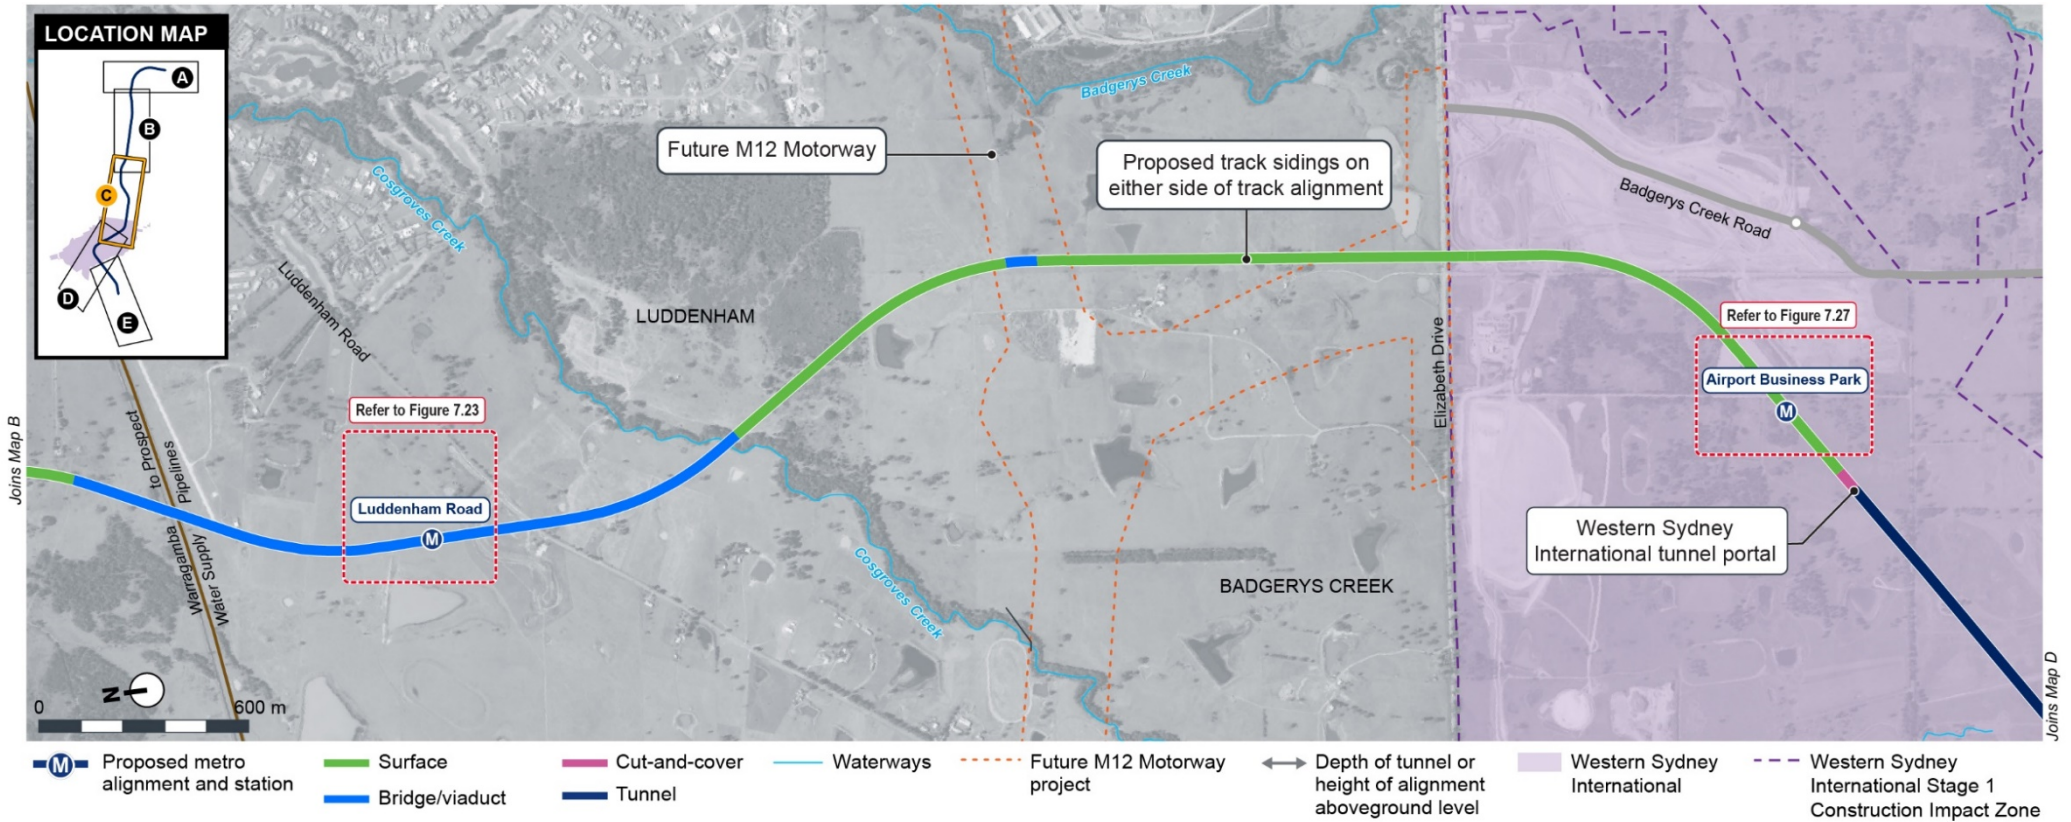 LOCATION MAP
A
B
C
D
E
Badgerys Creek
Future M12 Motorway
Proposed track sidings on
either side of track alignment
Cosgroves Creek
Badgerys Creek Road
Luddenham Road
LUDDENHAM
Refer to Figure 7.27
Airport Business Park
M
Elizabeth Drive
Refer to Figure 7.23
Joins Map B
Warragamba
to Prospect
Water Supply
Pipelines
Luddenham Road
M
Western Sydney
International tunnel portal
Cosgroves Creek
BADGERYS CREEK
Joins Map D
N
0
600 m
M
Proposed metro
alignment and station
Surface
Bridge/viaduct
Cut-and-cover
Tunnel
Waterways
Future M12 Motorway
project
Depth of tunnel or
height of alignment
aboveground level
Western Sydney
International
Western Sydney
International Stage 1
Construction Impact Zone